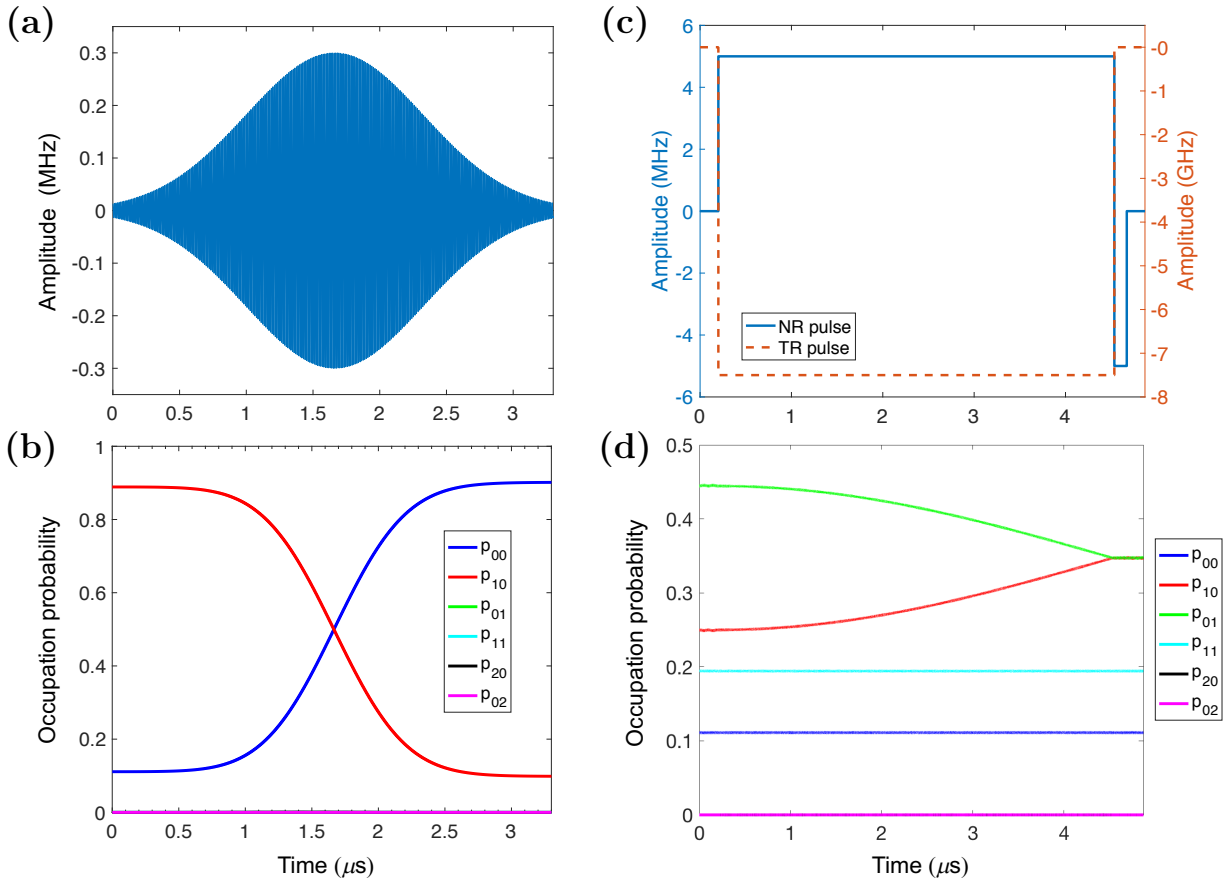 (a)
Amplitude (MHz)
0.3
0.2
0.1
0
-0.1
-0.2
-0.3
0 0.5 1 1.5 2 2.5 3
(b)
Occupation probability
1
0.8
0.6
0.4
0.2
0
p00
p10
p01
p11
p20
p02
0 0.5 1 1.5 2 2.5 3
Time (μs)
(c)
Amplitude (MHz)
6
4
2
0
-2
-4
-6
NR pulse
TR pulse
-0
-1
-2
-3
-4
-5
-6
-7
-8
Amplitude (GHz)
0 1 2 3 4
(d)
Occupation probability
0.5
0.4
0.3
0.2
0.1
0
p00
p10
p01
p11
p20
p02
0 1 2 3 4
Time (μs)